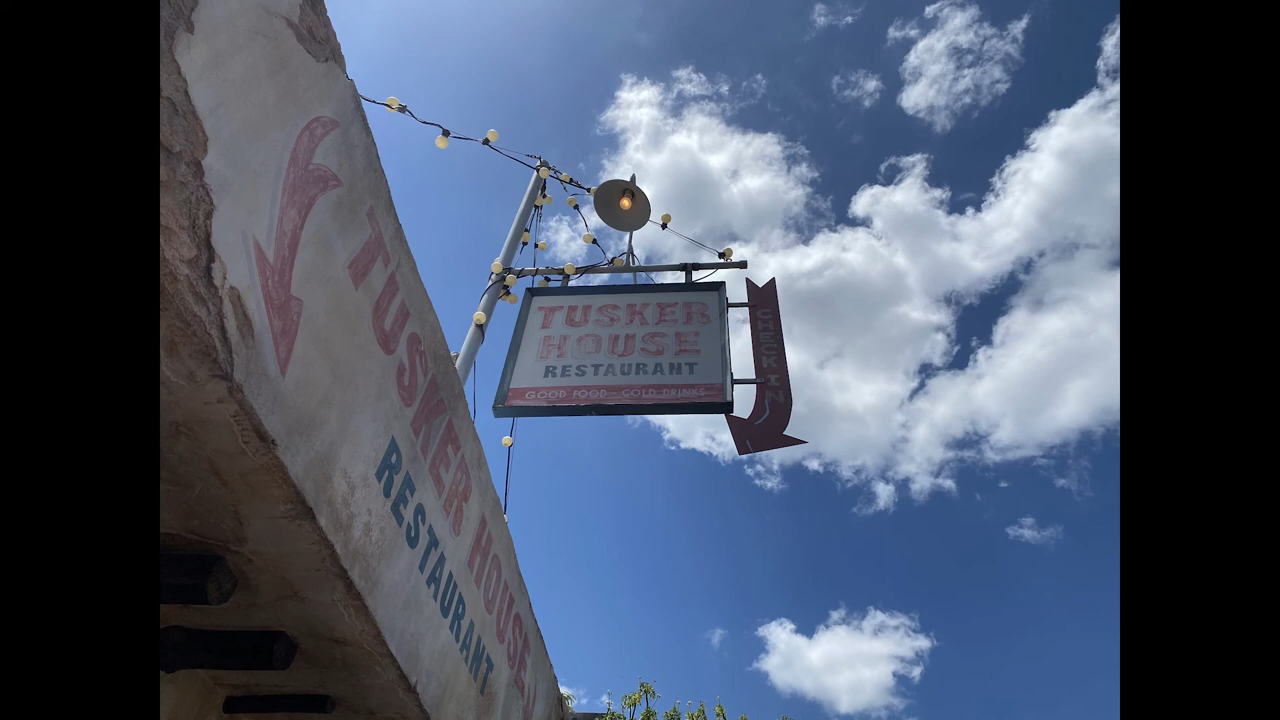 TUSKER HOUSE
RESTAURANT
TUSKER
HOUSE
RESTAURANT
GOOD FOOD - COLD DRINKS
CHECK IN